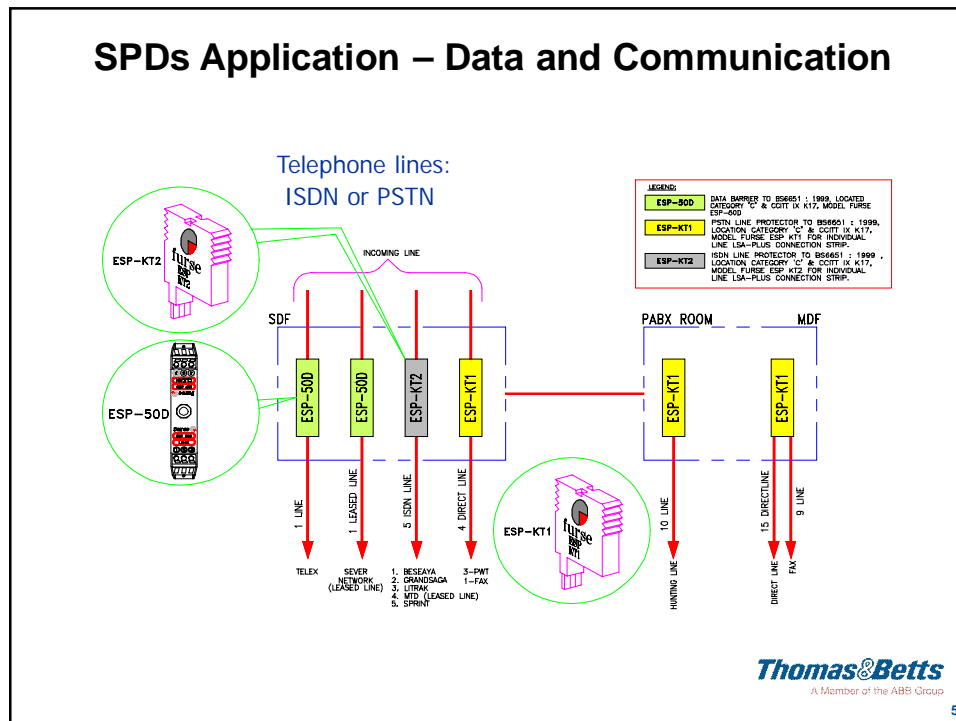 SPDs Application – Data and Communication
Telephone lines:
ISDN or PSTN
LEGEND:
ESP-50D
DATA BARRIER TO BS6651 : 1999, LOCATED
CATEGORY 'C' & CCITT IX K17, MODEL FURSE
ESP-60D
ESP-KT1
PSTN LINE PROTECTOR TO BS6651 : 1999,
LOCATION CATEGORY 'C' & CCITT IX K17,
MODEL FURSE ESP KT1 FOR INDIVIDUAL
LINE LSA-PLUS CONNECTION STRIP.
ESP-KT2
ISDN LINE PROTECTOR TO BS6651 : 1999 ,
LOCATION CATEGORY 'C' & CCITT IX K17,
MODEL FURSE ESP KT2 FOR INDIVIDUAL
LINE LSA-PLUS CONNECTION STRIP.
ESP-KT2
furse
ESP
KT2
INCOMING LINE
SDF
PABX ROOM
MDF
ESP-50D
ESP-50D
ESP-50D
ESP-KT2
ESP-KT1
ESP-KT1
ESP-KT1
1 LINE
1 LEASED LINE
5 ISDN LINE
4 DIRECT LINE
10 LINE
15 DIRECTLINE
9 LINE
ESP-KT1
furse
ESP
KT1
TELEX
SEVER
NETWORK
(LEASED LINE)
1. BESEAYA
2. GRANDSAGA
3. LITRAK
4. MTD (LEASED LINE)
5. SPRINT
3-PWT
1-FAX
HUNTING LINE
DIRECT LINE
FAX
Thomas&Betts
A Member of the ABB Group
5